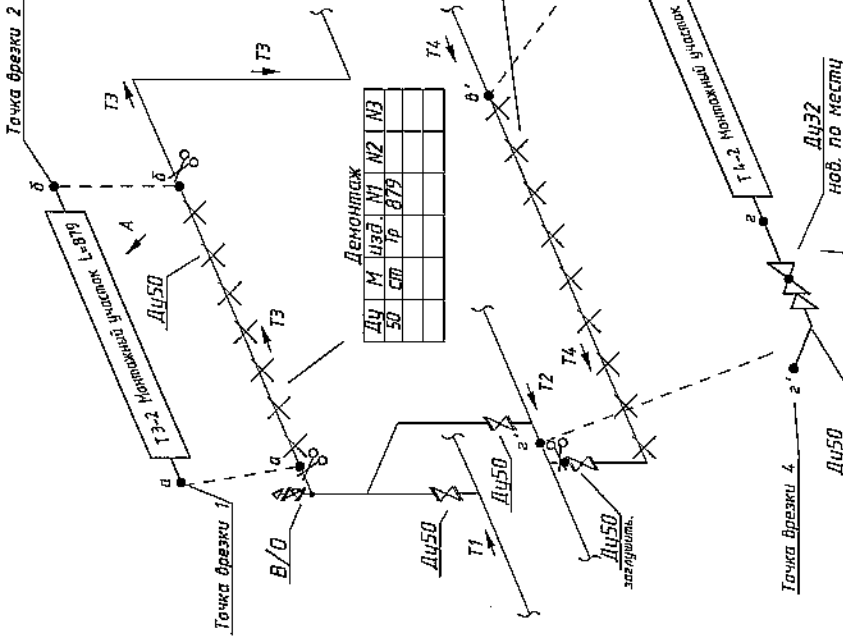 Точка врезки 2
б
Т3
Т3
Т4
Т3-2 Монтажный участок L=879
А
б
Ду50
в'
Т4-2 Монтажный участок
Т3
Демонтаж
Ду М изд. N1 N2 N3
50 ст Тр 879
а
а
Точка врезки 1
В/О
Т2
Т4
г
Ду32
нов. по месту
г'
г'
Ду50
Ду50
Т1
Ду50
заглушить.
Точка врезки 4
Ду50